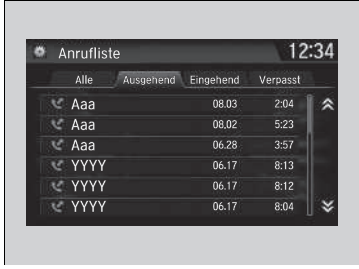 Anrufliste 12:34
Alle Ausgehend Eingehend Verpasst
Aaa 08.03 2:04
Aaa 08,02 5:23
Aaa 06.28 3:57
YYYY 06.17 8:13
YYYY 06.17 8:12
YYYY 06.17 8:04